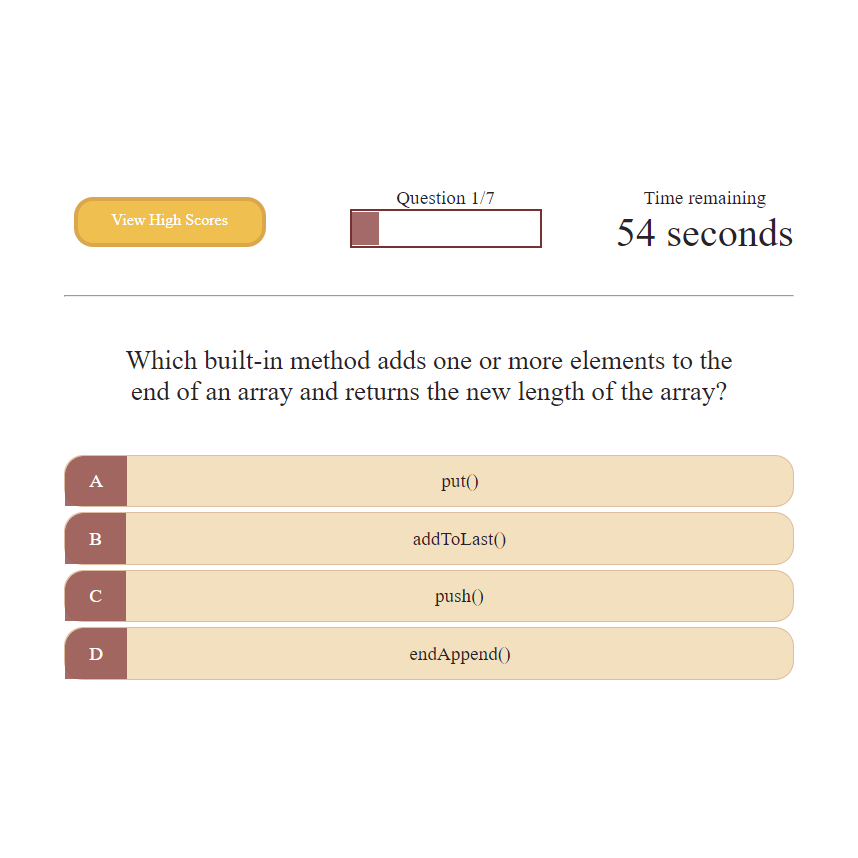 View High Scores
Question 1/7
Time remaining
54 seconds
Which built-in method adds one or more elements to the
end of an array and returns the new length of the array?
A
put()
B
addToLast()
C
push()
D
endAppend()